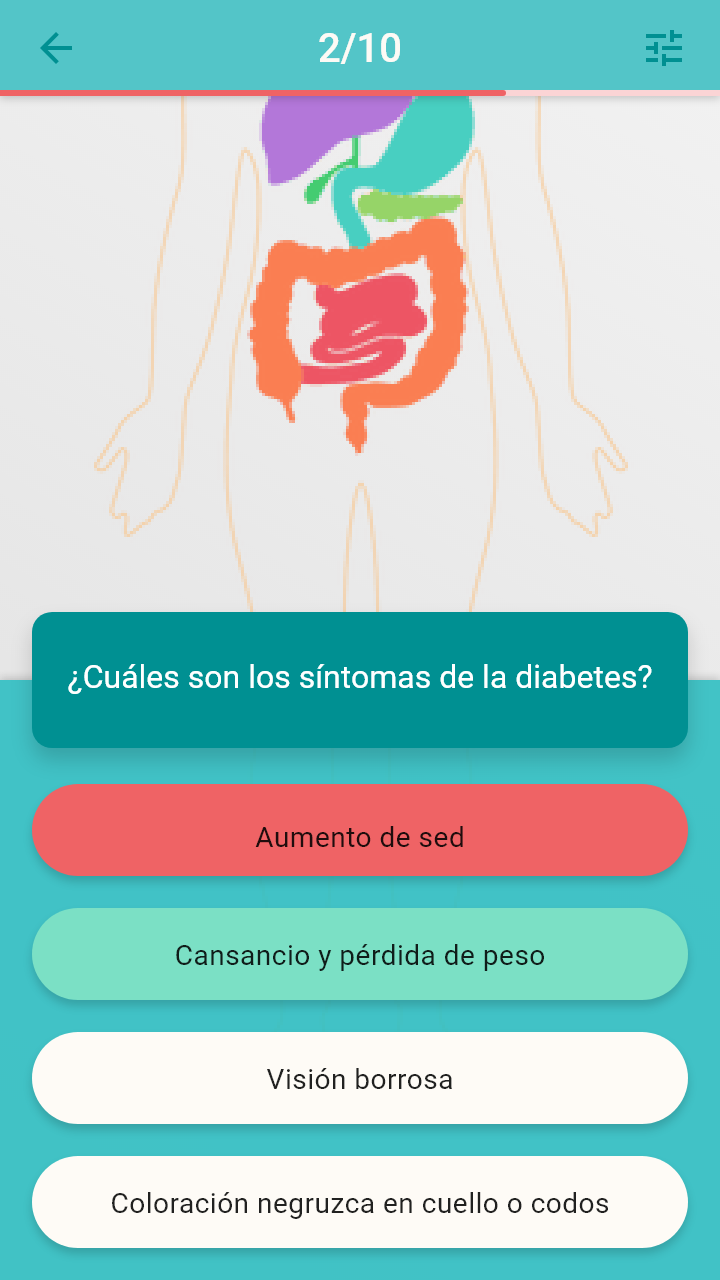 2/10
¿Cuáles son los síntomas de la diabetes?
Aumento de sed
Cansancio y pérdida de peso
Visión borrosa
Coloración negruzca en cuello o codos